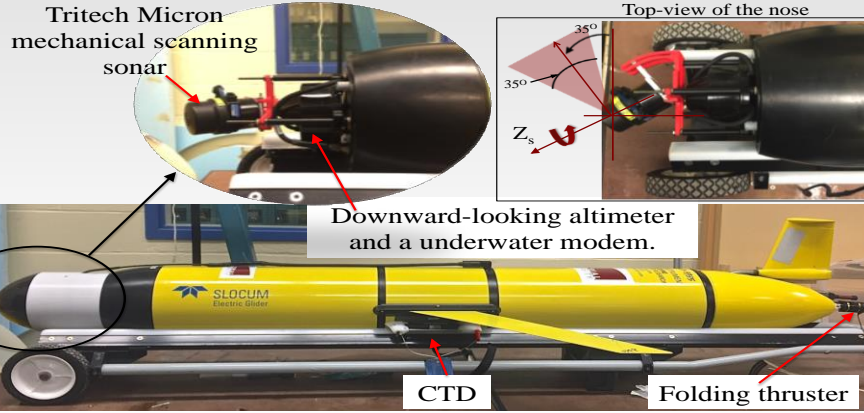 Tritech Micron
mechanical scanning
sonar
Top-view of the nose
35°
35°
Zs
Downward-looking altimeter
and a underwater modem.
SLOCUM
Electric Glider
CTD
Folding thruster